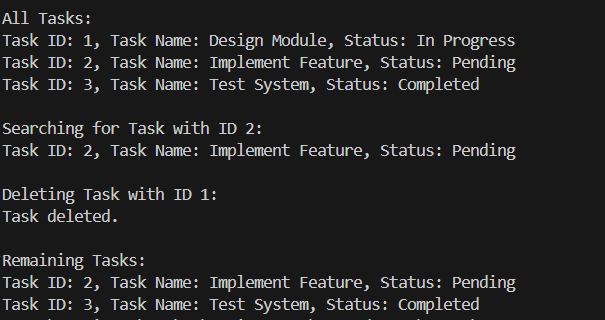 All Tasks:
Task ID: 1, Task Name: Design Module, Status: In Progress
Task ID: 2, Task Name: Implement Feature, Status: Pending
Task ID: 3, Task Name: Test System, Status: Completed
Searching for Task with ID 2:
Task ID: 2, Task Name: Implement Feature, Status: Pending
Deleting Task with ID 1:
Task deleted.
Remaining Tasks:
Task ID: 2, Task Name: Implement Feature, Status: Pending
Task ID: 3, Task Name: Test System, Status: Completed